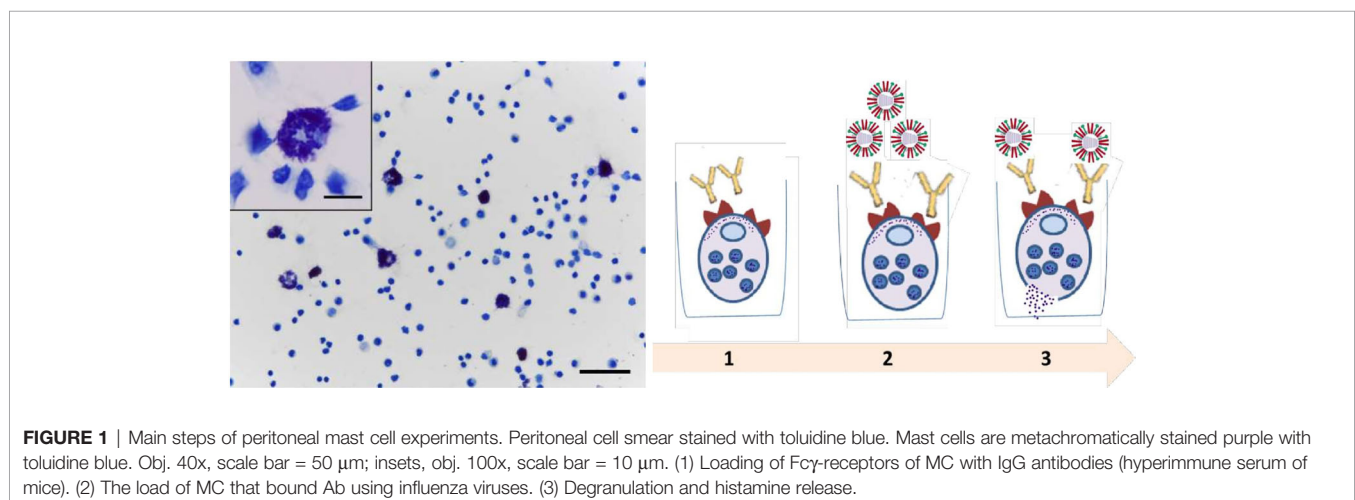 1 2 3
FIGURE 1 | Main steps of peritoneal mast cell experiments. Peritoneal cell smear stained with toluidine blue. Mast cells are metachromatically stained purple with
toluidine blue. Obj. 40x, scale bar = 50 μm; insets, obj. 100x, scale bar = 10 μm. (1) Loading of Fcγ-receptors of MC with IgG antibodies (hyperimmune serum of
mice). (2) The load of MC that bound Ab using influenza viruses. (3) Degranulation and histamine release.